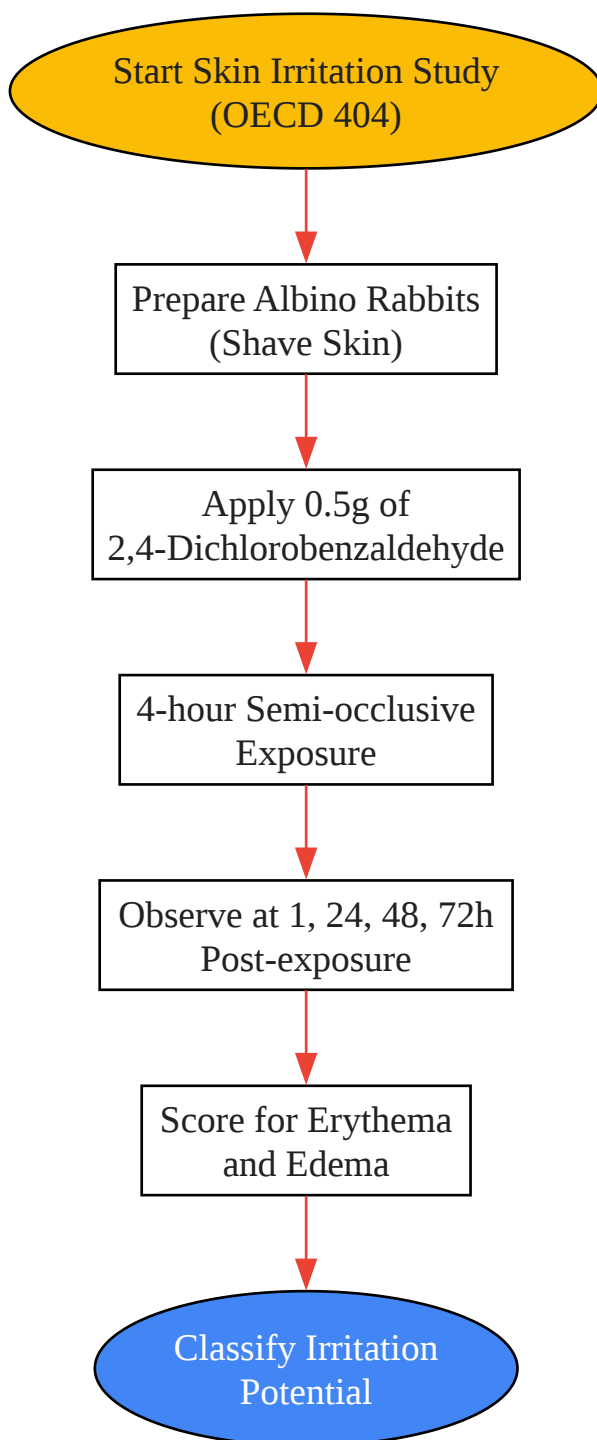 Start Skin Irritation Study
(OECD 404)
Prepare Albino Rabbits
(Shave Skin)
Apply 0.5g of
2,4-Dichlorobenzaldehyde
4-hour Semi-occlusive
Exposure
Observe at 1, 24, 48, 72h
Post-exposure
Score for Erythema
and Edema
Classify Irritation
Potential